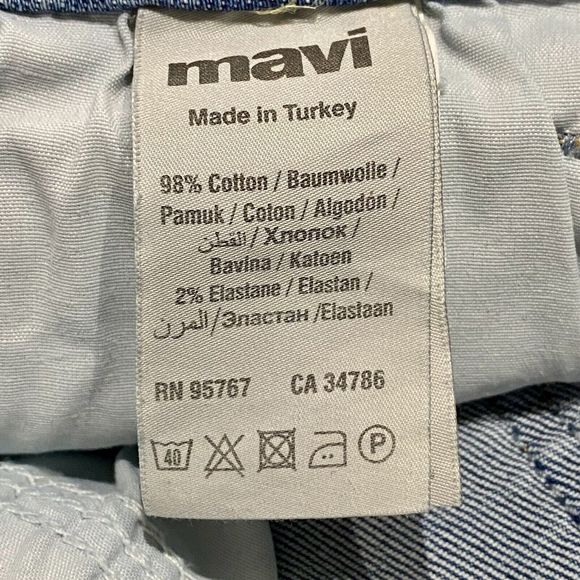 mavi
Made in Turkey
98% Cotton / Baumwolle /
Pamuk / Coton / Algodón /
القطن / Хлопок /
Bavina / Katoen
2% Elastane / Elastan /
المرن/Эластан /Elastaan
RN 95767 CA 34786
40 P